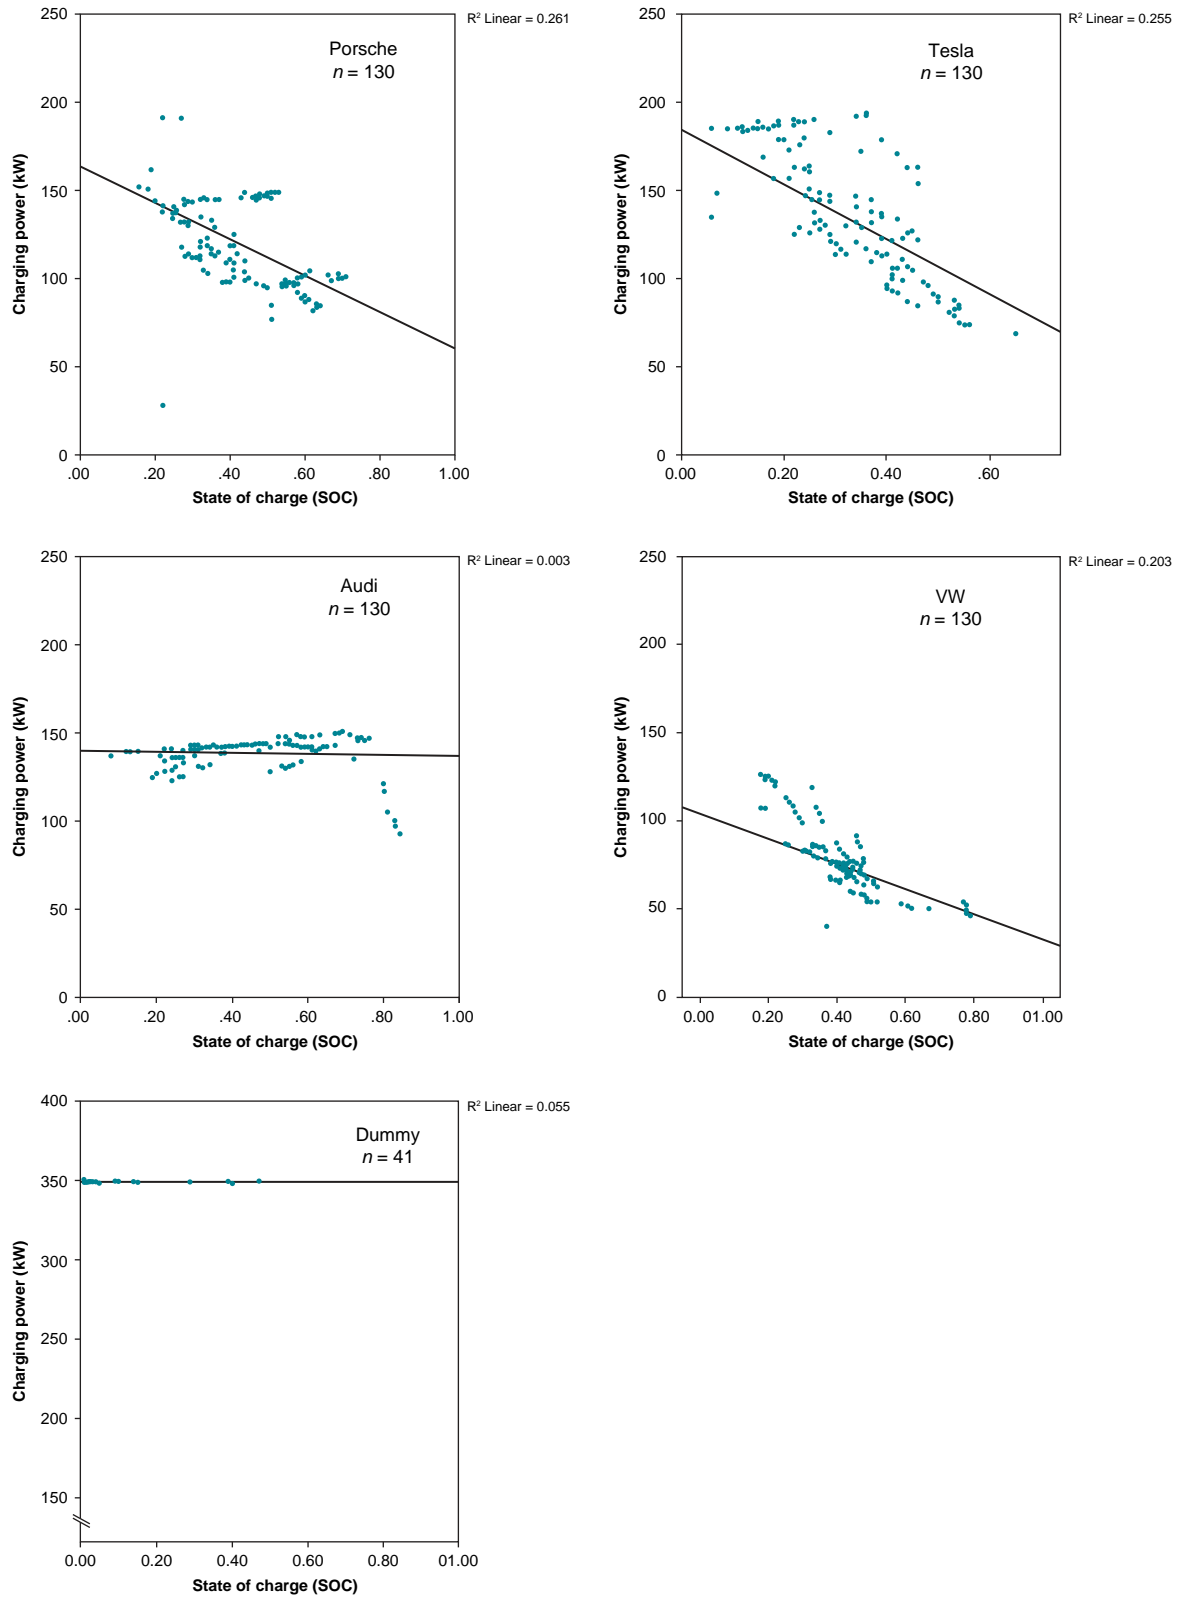 R² Linear = 0.261
Porsche
n = 130
250
200
150
100
50
0
.00
.20
.40
.60
.80
1.00
Charging power (kW)
State of charge (SOC)
R² Linear = 0.255
Tesla
n = 130
250
200
150
100
50
0
0.00
0.20
0.40
.60
Charging power (kW)
State of charge (SOC)
R² Linear = 0.003
Audi
n = 130
250
200
150
100
50
0
.00
.20
.40
.60
.80
1.00
Charging power (kW)
State of charge (SOC)
R² Linear = 0.203
VW
n = 130
250
200
150
100
50
0
0.00
0.20
0.40
0.60
0.80
01.00
Charging power (kW)
State of charge (SOC)
R² Linear = 0.055
Dummy
n = 41
400
350
300
250
200
150
0.00
.20
0.40
0.60
0.80
01.00
Charging power (kW)
State of charge (SOC)